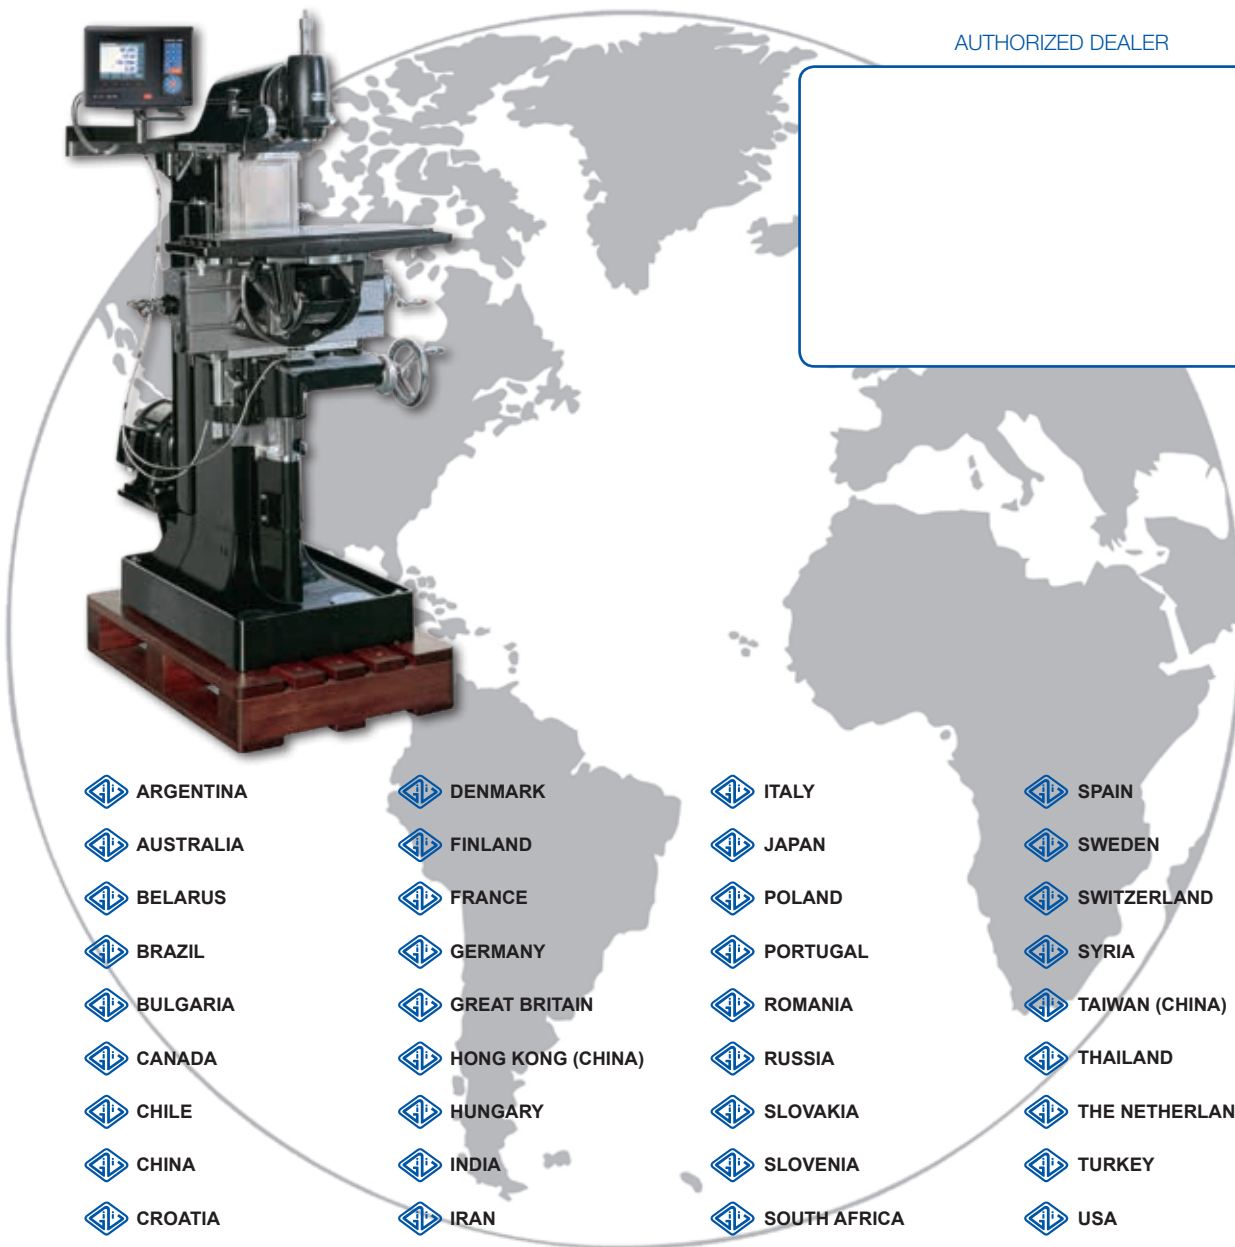 AUTHORIZED DEALER
ARGENTINA
AUSTRALIA
BELARUS
BRAZIL
BULGARIA
CANADA
CHILE
CHINA
CROATIA
DENMARK
FINLAND
FRANCE
GERMANY
GREAT BRITAIN
HONG KONG (CHINA)
HUNGARY
INDIA
IRAN
ITALY
JAPAN
POLAND
PORTUGAL
ROMANIA
RUSSIA
SLOVAKIA
SLOVENIA
SOUTH AFRICA
SPAIN
SWEDEN
SWITZERLAND
SYRIA
TAIWAN (CHINA)
THAILAND
THE NETHERLAN
TURKEY
USA